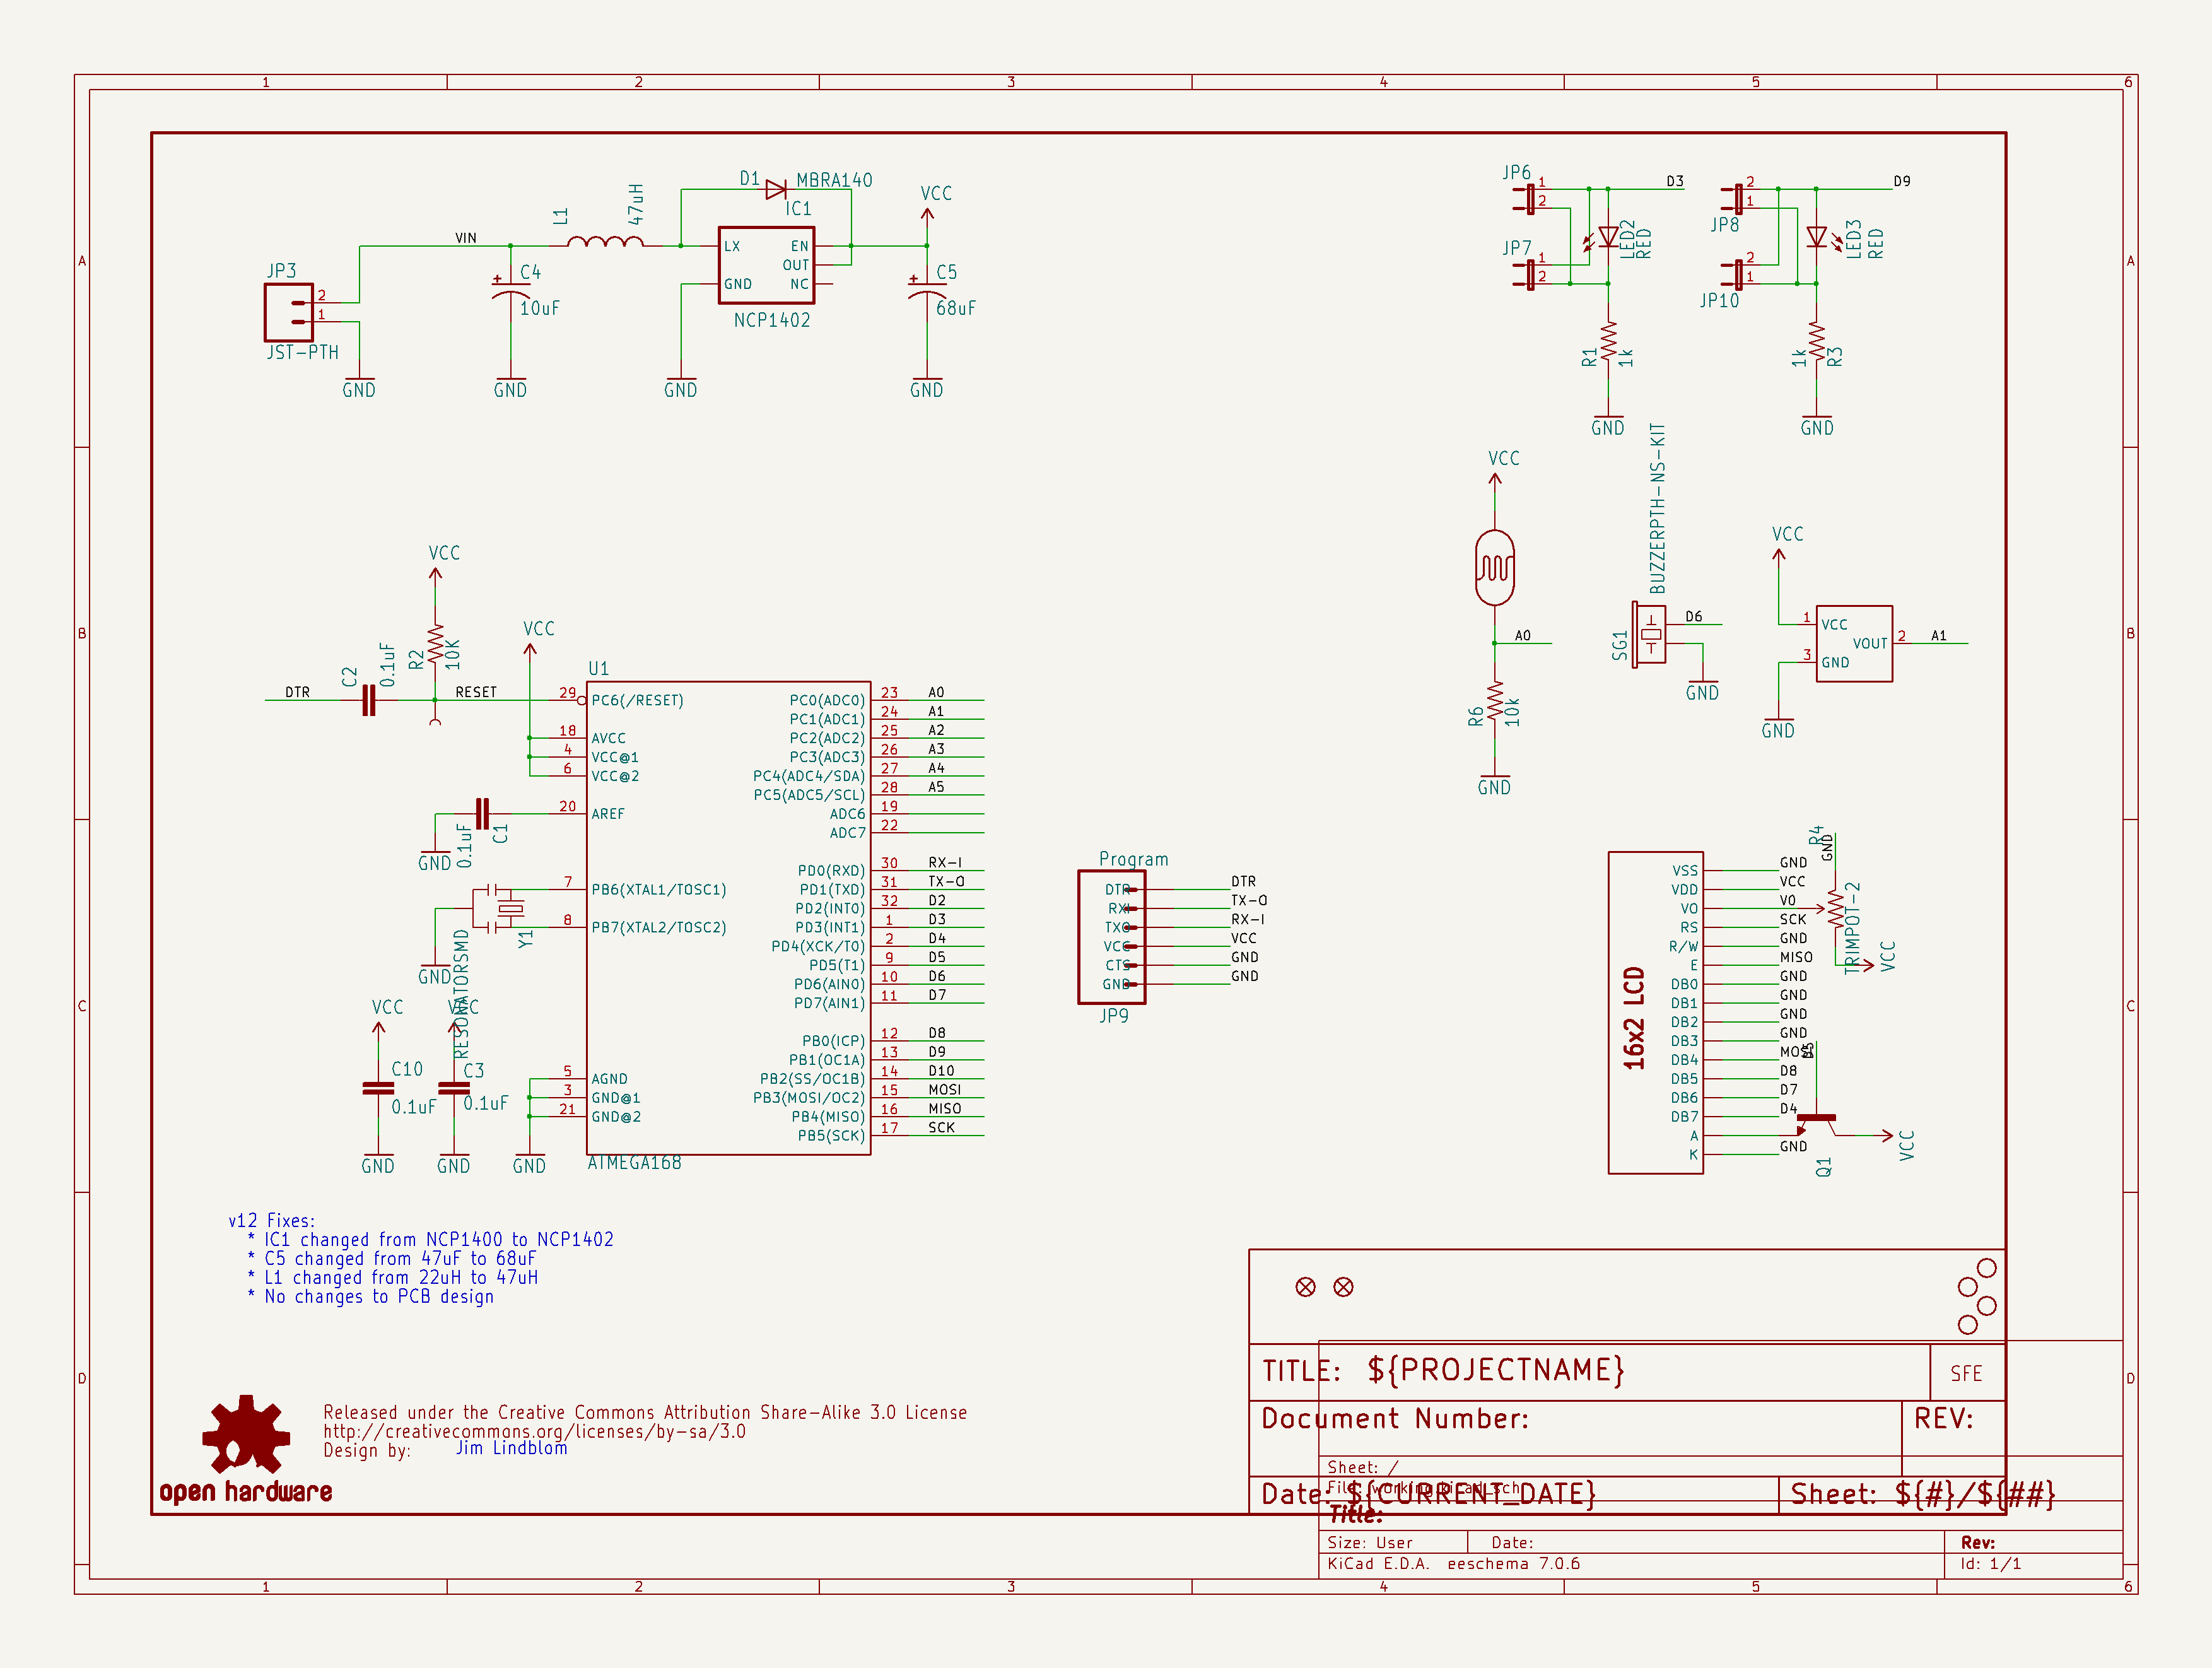 1 2 3 4 5 6
A
B
C
D
JP3
JST-PTH
2
1
VIN
GND
C4
10uF
GND
L1
47uH
D1
MBRA140
IC1
LX
GND
EN
OUT
NC
NCP1402
GND
VCC
C5
68uF
GND
JP6
1
2
JP7
1
2
D3
LED2
RED
R1
1k
GND
JP8
2
1
JP10
2
1
D9
LED3
RED
1k
R3
GND
VCC
A0
R6
10k
GND
BUZZERPTH-NS-KIT
SG1
D6
GND
VCC
1 VCC
VOUT 2
3 GND
A1
GND
VCC
R2
10K
DTR
C2
0.1uF
RESET
VCC
U1
29 PC6(/RESET)
18 AVCC
4 VCC@1
6 VCC@2
20 AREF
7 PB6(XTAL1/TOSC1)
8 PB7(XTAL2/TOSC2)
5 AGND
3 GND@1
21 GND@2
PC0(ADC0) 23 A0
PC1(ADC1) 24 A1
PC2(ADC2) 25 A2
PC3(ADC3) 26 A3
PC4(ADC4/SDA) 27 A4
PC5(ADC5/SCL) 28 A5
ADC6 19
ADC7 22
PD0(RXD) 30 RX-I
PD1(TXD) 31 TX-O
PD2(INT0) 32 D2
PD3(INT1) 1 D3
PD4(XCK/T0) 2 D4
PD5(T1) 9 D5
PD6(AIN0) 10 D6
PD7(AIN1) 11 D7
PB0(ICP) 12 D8
PB1(OC1A) 13 D9
PB2(SS/OC1B) 14 D10
PB3(MOSI/OC2) 15 MOSI
PB4(MISO) 16 MISO
PB5(SCK) 17 SCK
ATMEGA168
GND
0.1uF
C1
GND
Y1
RESONATORSMD
VCC
C10
0.1uF
GND
VCC
C3
0.1uF
GND
GND
Program
DTR DTR
RXI TX-O
TXO RX-I
VCC VCC
CTS GND
GND GND
JP9
16x2 LCD
VSS GND
VDD VCC
VO VO
RS SCK
R/W GND
E MISO
DB0 GND
DB1 GND
DB2 GND
DB3 GND
DB4 MOSI
DB5 D8
DB6 D7
DB7 D4
A
K GND
R4
GND
TRIMPOT-2
VCC
D5
Q1
VCC
v12 Fixes:
* IC1 changed from NCP1400 to NCP1402
* C5 changed from 47uF to 68uF
* L1 changed from 22uH to 47uH
* No changes to PCB design
Released under the Creative Commons Attribution Share-Alike 3.0 License
http://creativecommons.org/licenses/by-sa/3.0
Design by: Jim Lindblom
open hardware
TITLE: ${PROJECTNAME}
SFE
Document Number:
REV:
Sheet: /
File: working.kicad_sch
Date: ${CURRENT_DATE}
Sheet: ${#}/${##}
Title:
Size: User
Date:
Rev:
KiCad E.D.A. eeschema 7.0.6
Id: 1/1
A
B
C
D
1 2 3 4 5 6